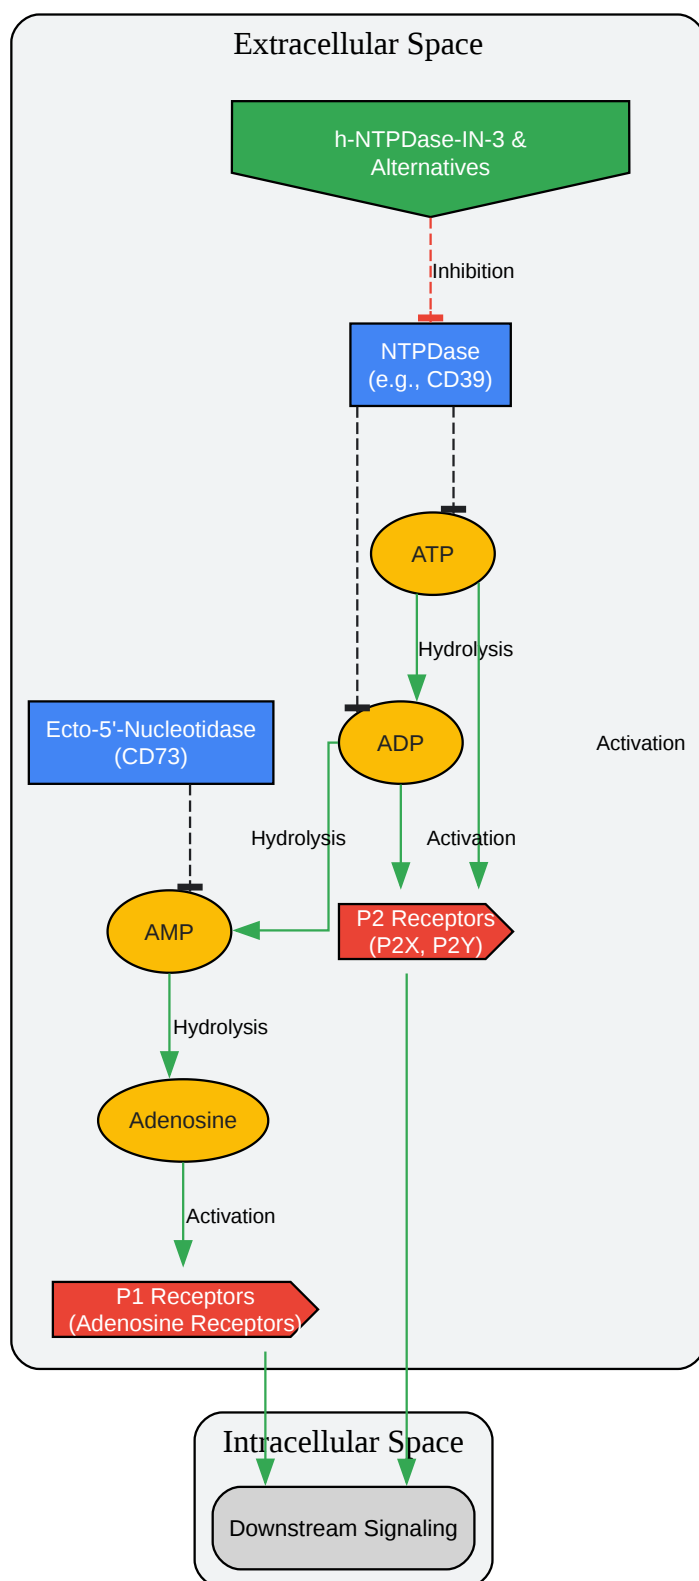 Extracellular Space
h-NTPDase-IN-3 &
Alternatives
Inhibition
NTPDase
(e.g., CD39)
ATP
Hydrolysis
Ecto-5'-Nucleotidase
(CD73)
ADP
Activation
Hydrolysis
Activation
AMP
P2 Receptors
(P2X, P2Y)
Hydrolysis
Adenosine
Activation
P1 Receptors
(Adenosine Receptors)
Intracellular Space
Downstream Signaling